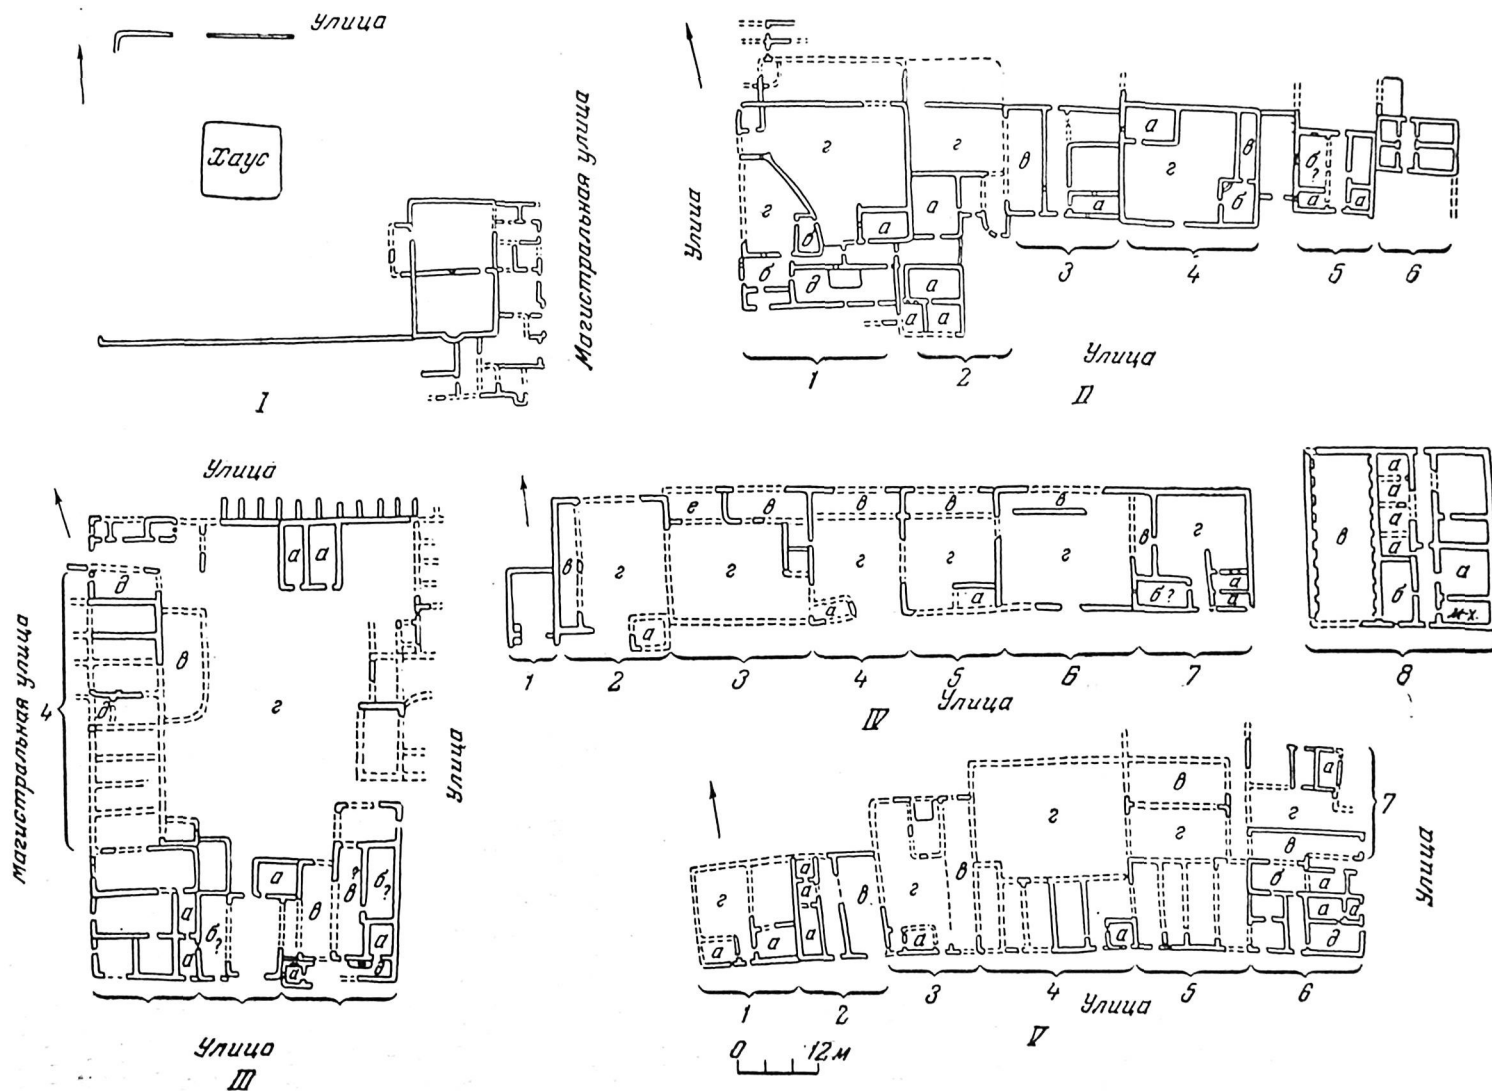 Улица
Хаус
Магистральная улица
I
Улица
г
г
б
а
б
д
г
а
а
а
а
в
а
а
г
в
б
б ?
а
а
1
2
3
4
5
6
Улица
II
Улица
Магистральная улица
4
д
д
в
а
а
г
Улица
а
а
б ?
а
в
в ?
б ?
а
а
Улица
III
в
г
а
е
в
г
в
г
а
в
г
а
в
г
в
г
б ?
а
а
1
2
3
4
5
6
7
Улица
IV
в
а
а
а
а
б
а
м-х.
8
г
а
а
а
а
а
в
г
а
в
г
а
в
г
а
г
в
б
а
а
а
д
7
Улица
1
2
3
4
5
6
Улица
V
0 12 м